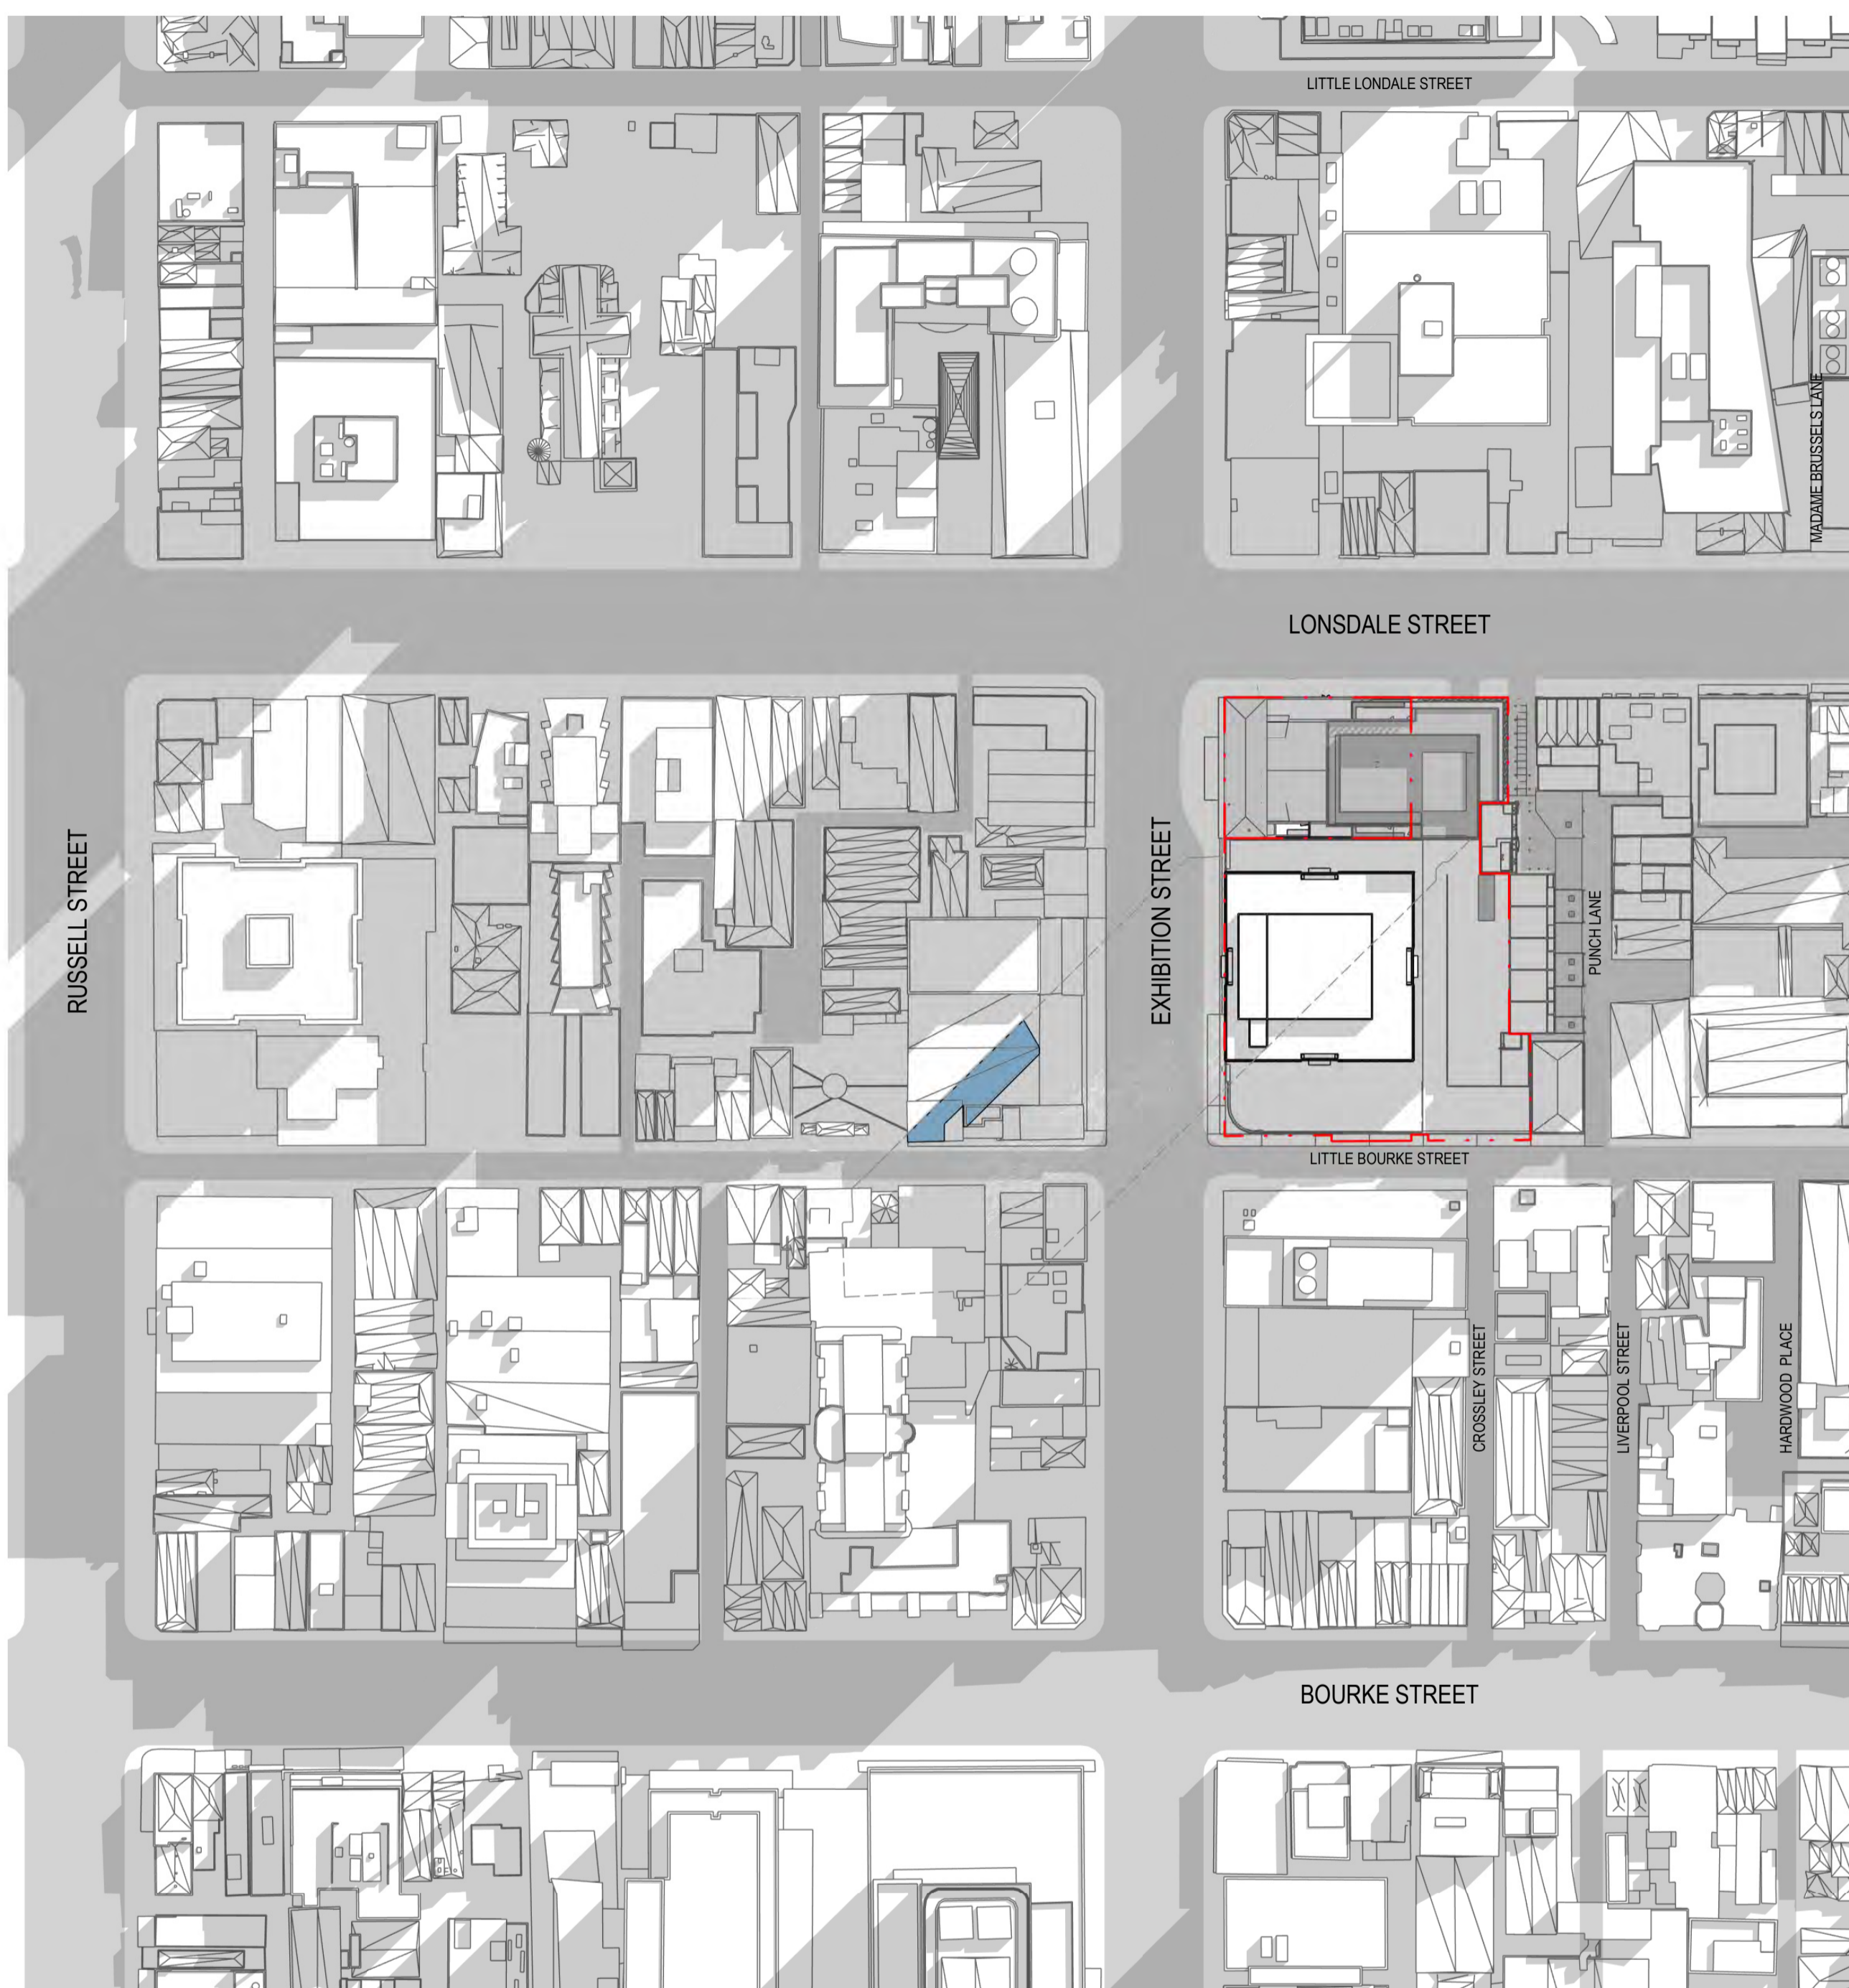 LITTLE LONDALE STREET
MADAME BRUSSELS LANE
LONSDALE STREET
RUSSELL STREET
EXHIBITION STREET
PUNCH LANE
LITTLE BOURKE STREET
CROSSLEY STREET
LIVERPOOL STREET
HARDWOOD PLACE
BOURKE STREET